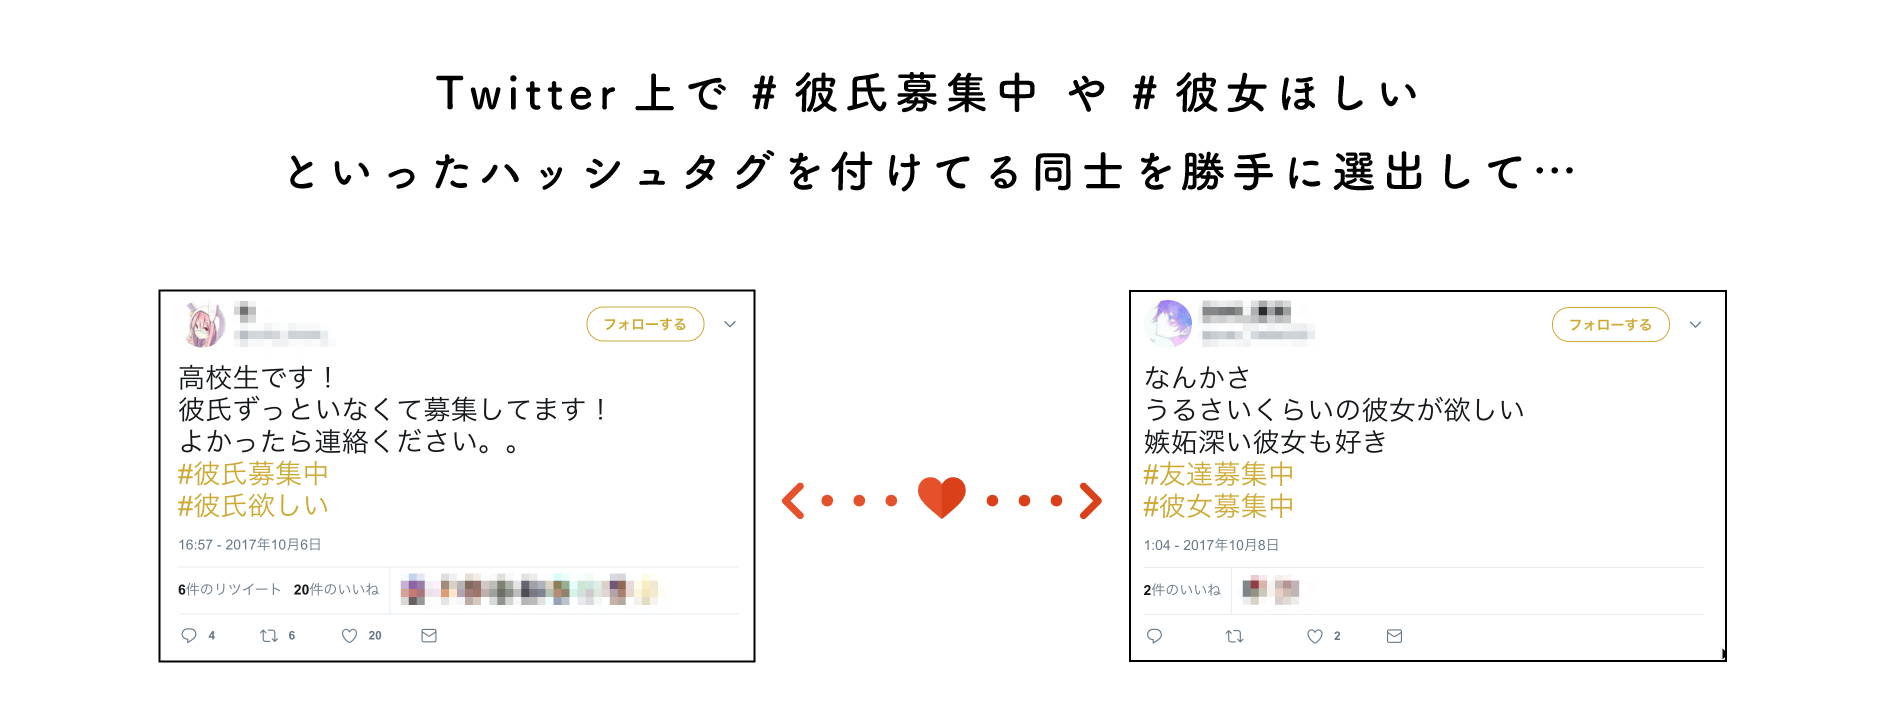 Twitter上で #彼氏募集中 や #彼女ほしい
といったハッシュタグを付けてる同士を勝手に選出して…
フォローする
高校生です！
彼氏ずっといなくて募集してます！
よかったら連絡ください。。
#彼氏募集中
#彼氏欲しい
16:57 - 2017年10月6日
6件のリツイート 20件のいいね
4 6 20
フォローする
なんかさ
うるさいくらいの彼女が欲しい
嫉妬深い彼女も好き
#友達募集中
#彼女募集中
1:04 - 2017年10月8日
2件のいいね
2